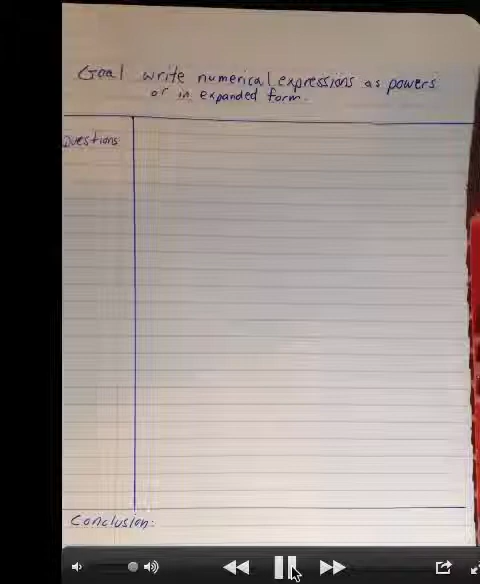 Goal write numerical expressions as powers
or in expanded form.
Questions
Conclusion: